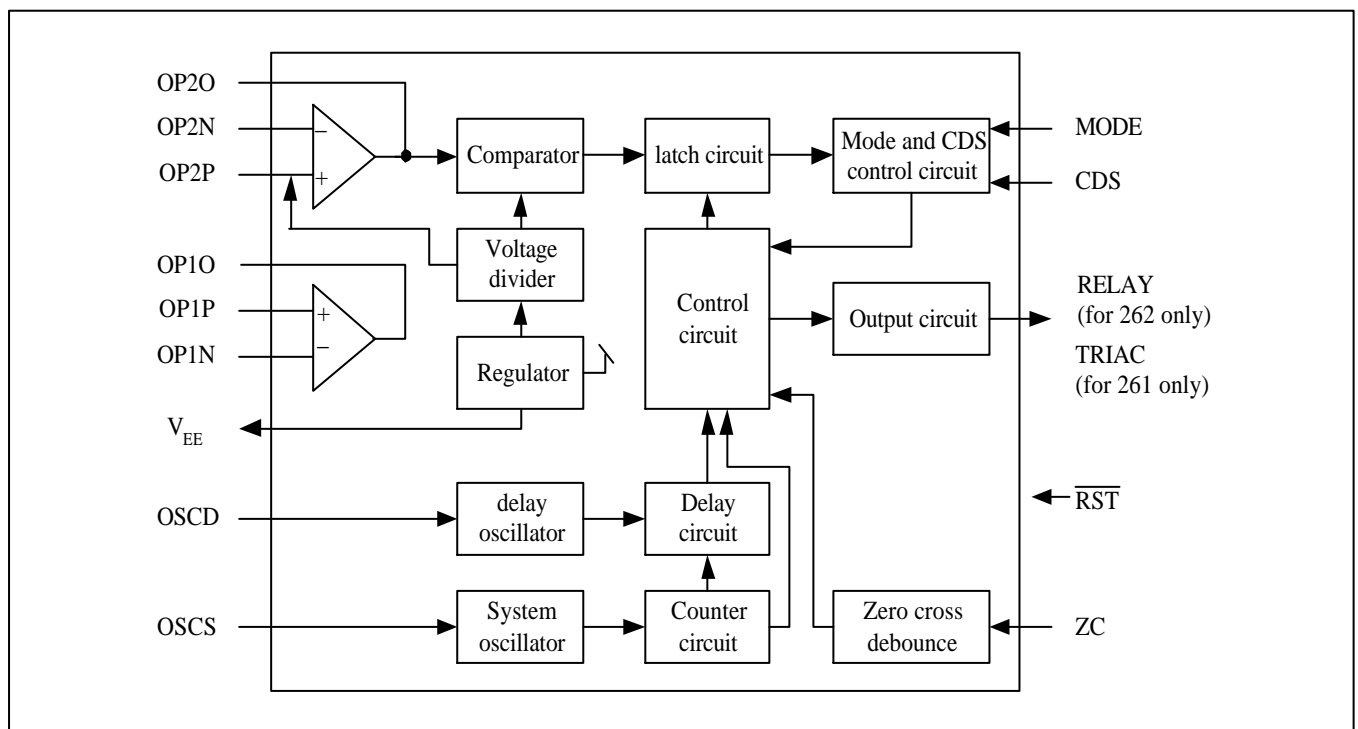 OP2O
OP2N
OP2P
OP1O
OP1P
OP1N
VEE
OSCD
OSCS
−
+
+
−
Comparator
Voltage
divider
Regulator
delay
oscillator
System
oscillator
latch circuit
Control
circuit
Delay
circuit
Counter
circuit
Mode and CDS
control circuit
Output circuit
Zero cross
debounce
MODE
CDS
RELAY
(for 262 only)
TRIAC
(for 261 only)
RST
ZC